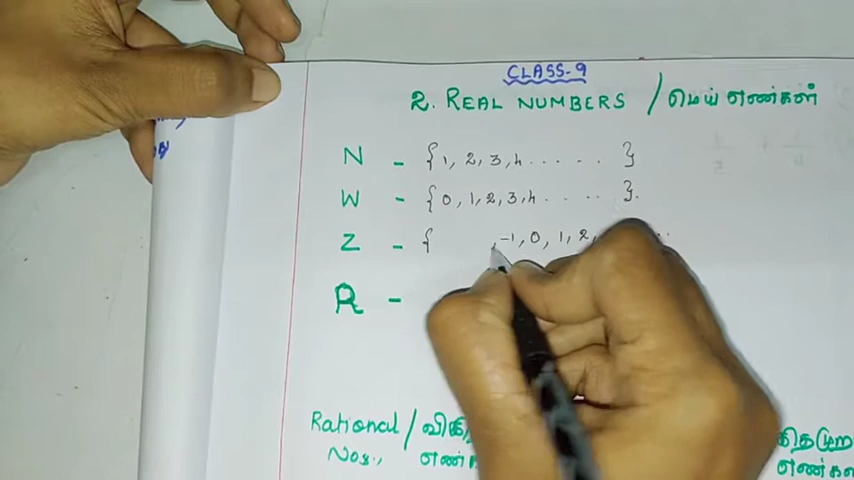 CLASS-9
2. REAL NUMBERS / மெய் எண்கள்
N - {1, 2, 3, 4 . . . . . . }
W - {0, 1, 2, 3, 4 . . . . . }.
Z - { , -1, 0, 1, 2,
R -
Rational /
Nos.,